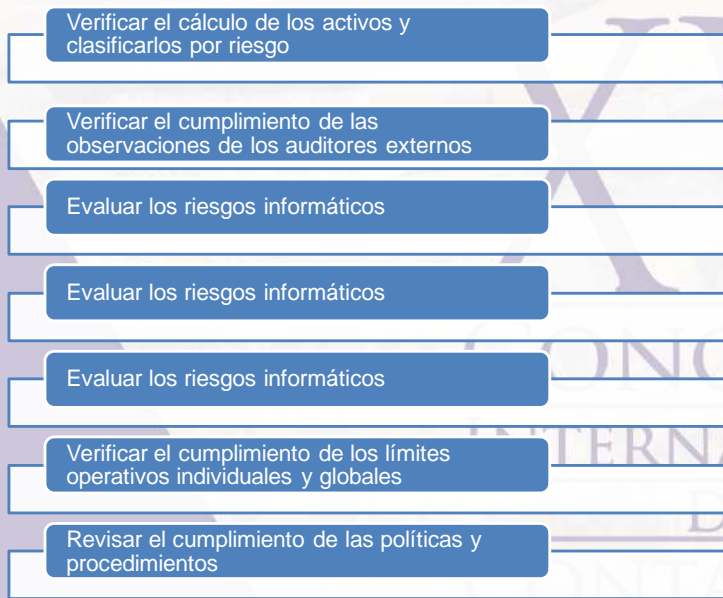 Verificar el cálculo de los activos y
clasificarlos por riesgo
Verificar el cumplimiento de las
observaciones de los auditores externos
Evaluar los riesgos informáticos
Evaluar los riesgos informáticos
Evaluar los riesgos informáticos
Verificar el cumplimiento de los límites
operativos individuales y globales
Revisar el cumplimiento de las políticas y
procedimientos